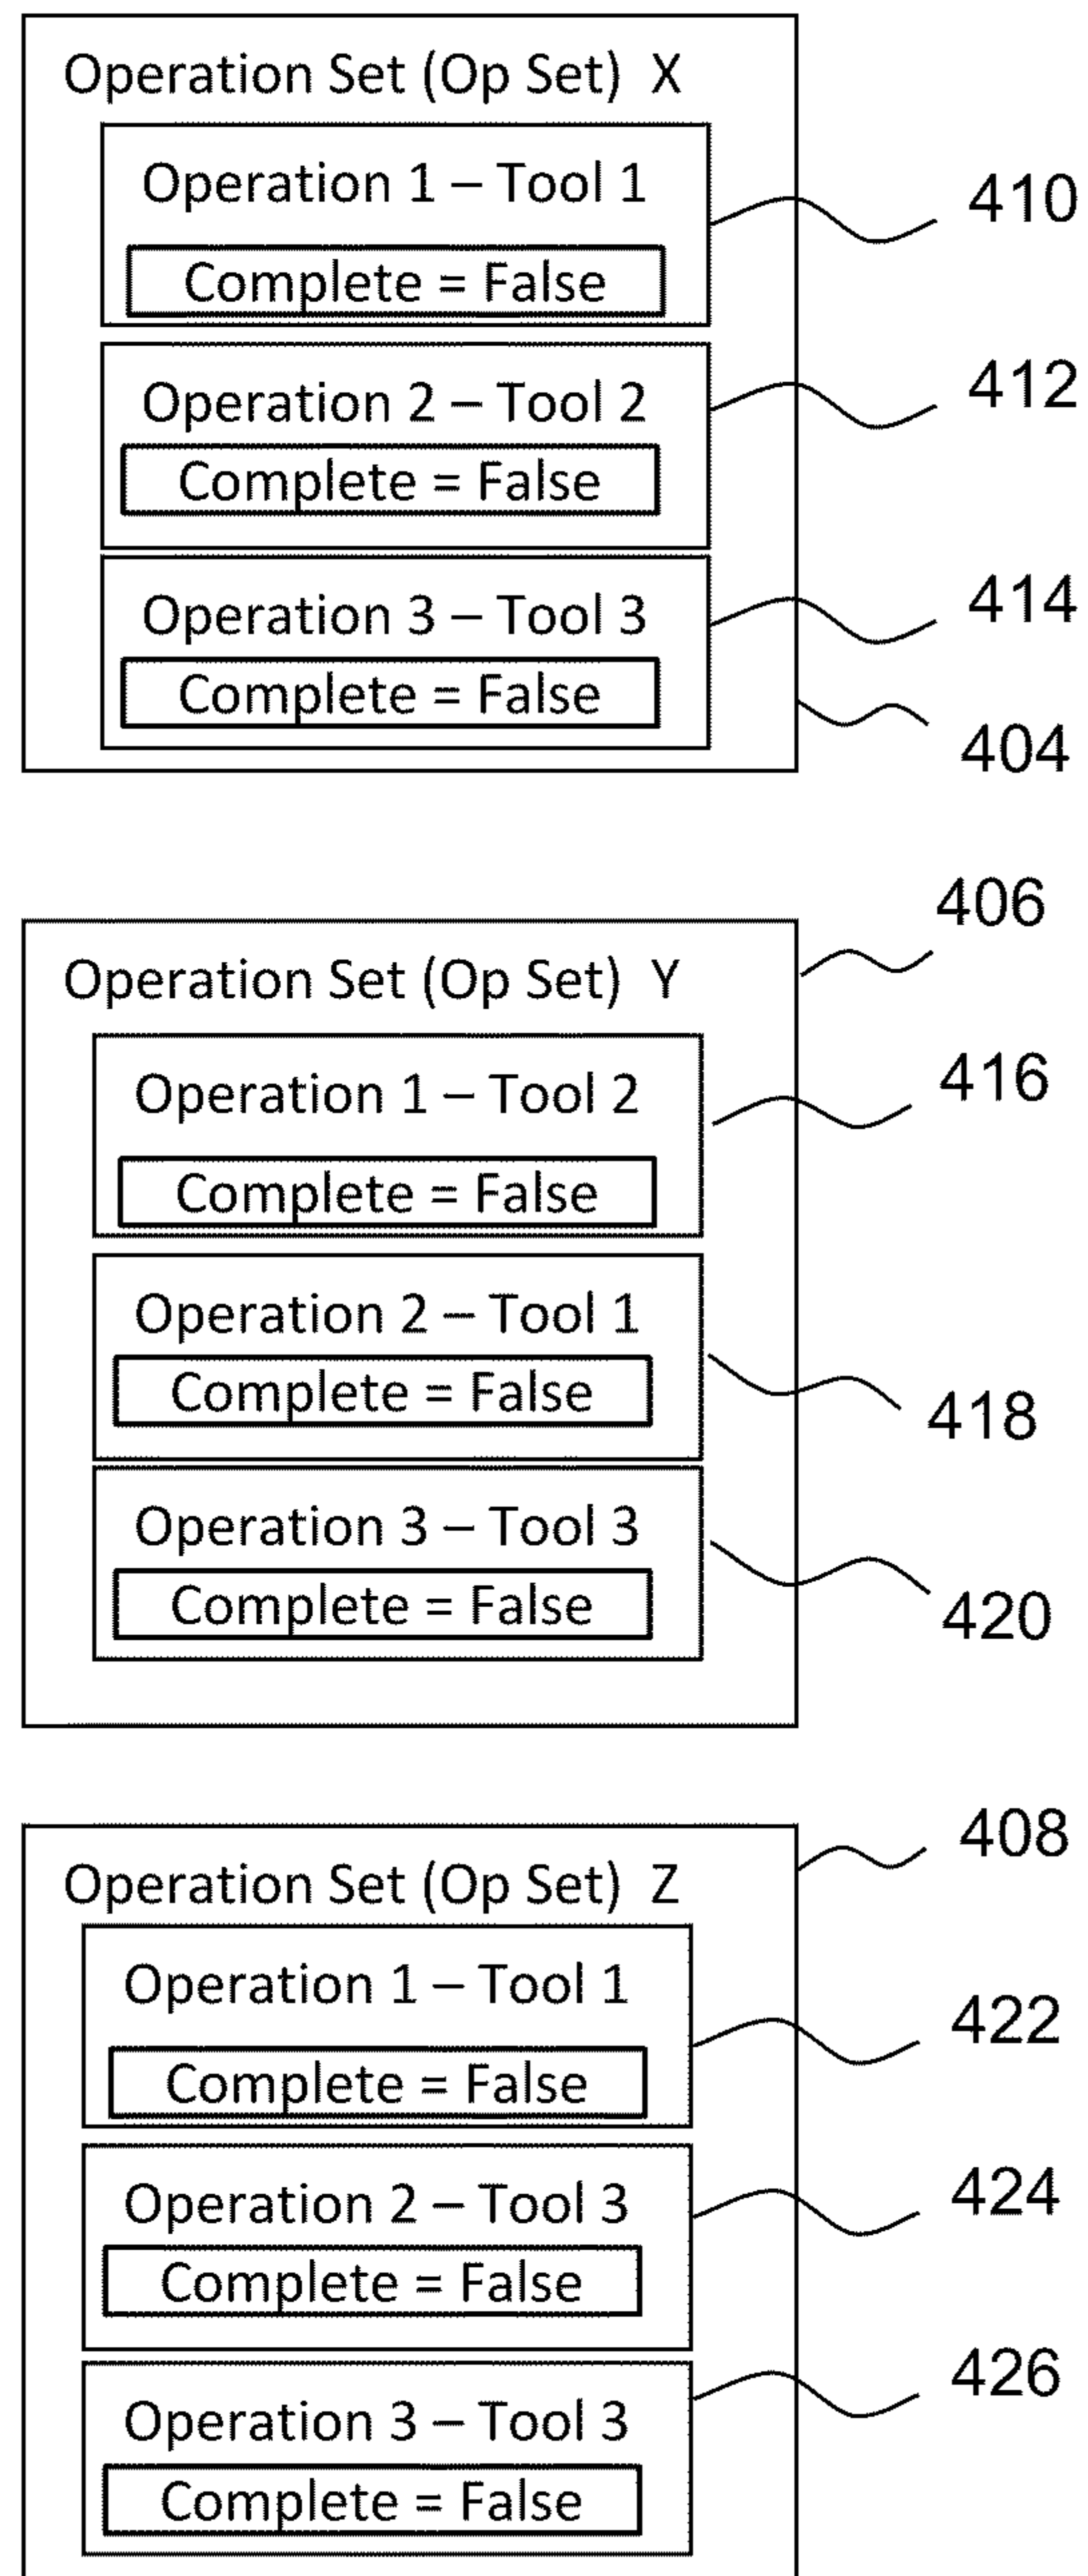 Operation Set (Op Set) X
Operation 1 – Tool 1
410
Complete = False
Operation 2 – Tool 2
412
Complete = False
Operation 3 – Tool 3
414
Complete = False
404
406
Operation Set (Op Set) Y
Operation 1 – Tool 2
416
Complete = False
Operation 2 – Tool 1
Complete = False
418
Operation 3 – Tool 3
Complete = False
420
408
Operation Set (Op Set) Z
Operation 1 – Tool 1
422
Complete = False
Operation 2 – Tool 3
424
Complete = False
426
Operation 3 – Tool 3
Complete = False